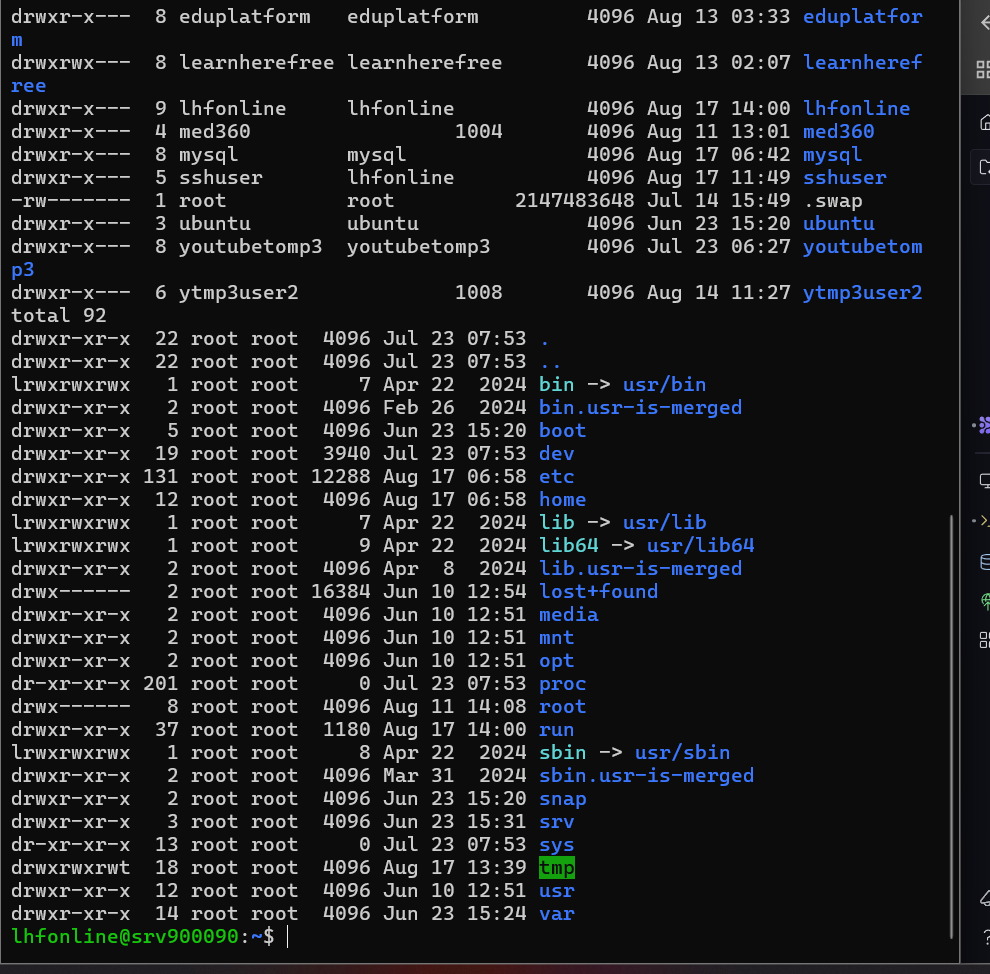 drwxr-x---  8 eduplatform   eduplatform         4096 Aug 13 03:33 eduplatfor
m
drwxrwx---  8 learnherefree learnherefree       4096 Aug 13 02:07 learnheref
ree
drwxr-x---  9 lhfonline     lhfonline           4096 Aug 17 14:00 lhfonline
drwxr-x---  4 med360                 1004       4096 Aug 11 13:01 med360
drwxr-x---  8 mysql         mysql               4096 Aug 17 06:42 mysql
drwxr-x---  5 sshuser       lhfonline           4096 Aug 17 11:49 sshuser
-rw-------  1 root          root          2147483648 Jul 14 15:49 .swap
drwxr-x---  3 ubuntu        ubuntu              4096 Jun 23 15:20 ubuntu
drwxr-x---  8 youtubetomp3  youtubetomp3        4096 Jul 23 06:27 youtubetom
p3
drwxr-x---  6 ytmp3user2             1008       4096 Aug 14 11:27 ytmp3user2
total 92
drwxr-xr-x  22 root root  4096 Jul 23 07:53 .
drwxr-xr-x  22 root root  4096 Jul 23 07:53 ..
lrwxrwxrwx   1 root root     7 Apr 22  2024 bin -> usr/bin
drwxr-xr-x   2 root root  4096 Feb 26  2024 bin.usr-is-merged
drwxr-xr-x   5 root root  4096 Jun 23 15:20 boot
drwxr-xr-x  19 root root  3940 Jul 23 07:53 dev
drwxr-xr-x 131 root root 12288 Aug 17 06:58 etc
drwxr-xr-x  12 root root  4096 Aug 17 06:58 home
lrwxrwxrwx   1 root root     7 Apr 22  2024 lib -> usr/lib
lrwxrwxrwx   1 root root     9 Apr 22  2024 lib64 -> usr/lib64
drwxr-xr-x   2 root root  4096 Apr  8  2024 lib.usr-is-merged
drwx------   2 root root 16384 Jun 10 12:54 lost+found
drwxr-xr-x   2 root root  4096 Jun 10 12:51 media
drwxr-xr-x   2 root root  4096 Jun 10 12:51 mnt
drwxr-xr-x   2 root root  4096 Jun 10 12:51 opt
dr-xr-xr-x 201 root root     0 Jul 23 07:53 proc
drwx------   8 root root  4096 Aug 11 14:08 root
drwxr-xr-x  37 root root  1180 Aug 17 14:00 run
lrwxrwxrwx   1 root root     8 Apr 22  2024 sbin -> usr/sbin
drwxr-xr-x   2 root root  4096 Mar 31  2024 sbin.usr-is-merged
drwxr-xr-x   2 root root  4096 Jun 23 15:20 snap
drwxr-xr-x   3 root root  4096 Jun 23 15:31 srv
dr-xr-xr-x  13 root root     0 Jul 23 07:53 sys
drwxrwxrwt  18 root root  4096 Aug 17 13:39 tmp
drwxr-xr-x  12 root root  4096 Jun 10 12:51 usr
drwxr-xr-x  14 root root  4096 Jun 23 15:24 var
lhfonline@srv900090:~$